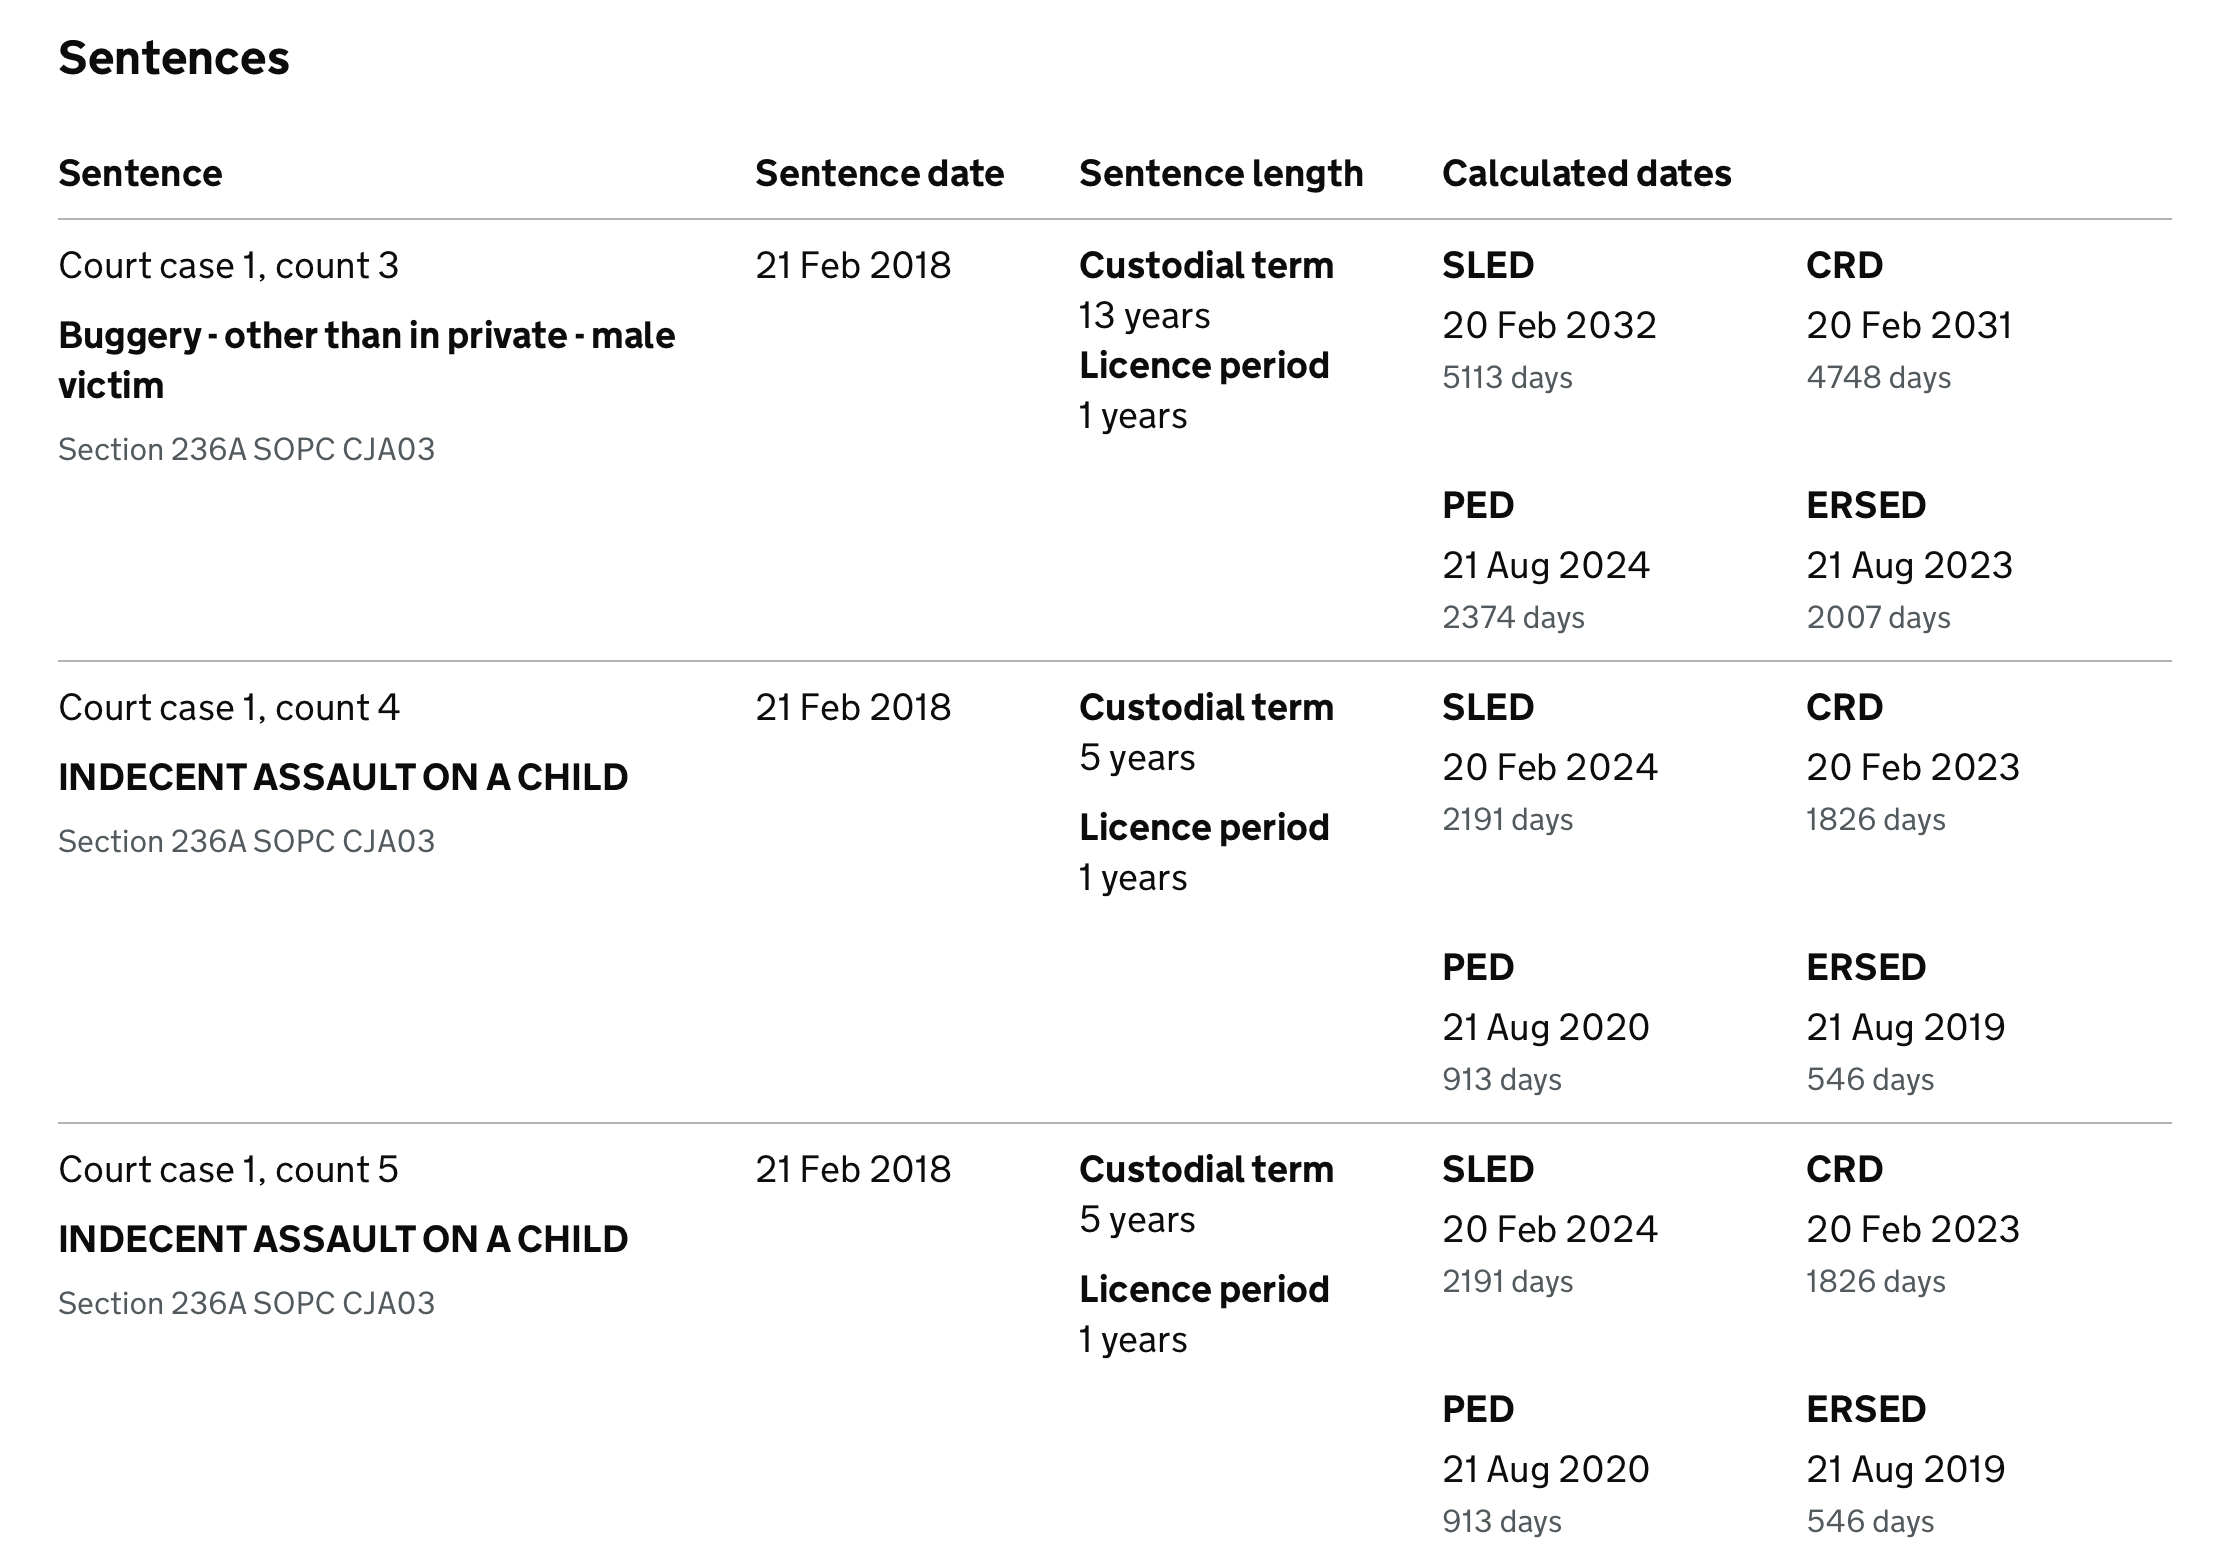 Sentences
Sentence Sentence date Sentence length Calculated dates
Court case 1, count 3 21 Feb 2018 Custodial term SLED CRD
13 years 20 Feb 2032 20 Feb 2031
Buggery - other than in private - male
victim
Licence period 5113 days 4748 days
1 years
Section 236A SOPC CJA03
PED ERSED
21 Aug 2024 21 Aug 2023
2374 days 2007 days
Court case 1, count 4 21 Feb 2018 Custodial term SLED CRD
5 years 20 Feb 2024 20 Feb 2023
INDECENT ASSAULT ON A CHILD
Licence period 2191 days 1826 days
Section 236A SOPC CJA03
1 years
PED ERSED
21 Aug 2020 21 Aug 2019
913 days 546 days
Court case 1, count 5 21 Feb 2018 Custodial term SLED CRD
5 years 20 Feb 2024 20 Feb 2023
INDECENT ASSAULT ON A CHILD
Licence period 2191 days 1826 days
Section 236A SOPC CJA03
1 years
PED ERSED
21 Aug 2020 21 Aug 2019
913 days 546 days